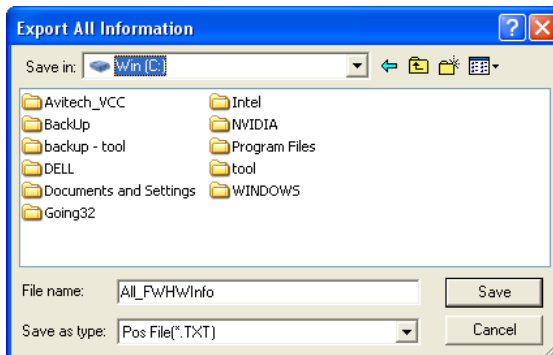 Export All Information
Save in: Win (C:)
Avitech_VCC
BackUp
backup - tool
DELL
Documents and Settings
Going32
Intel
NVIDIA
Program Files
tool
WINDOWS
File name: All_FWHWInfo Save
Save as type: Pos File(*.TXT) Cancel